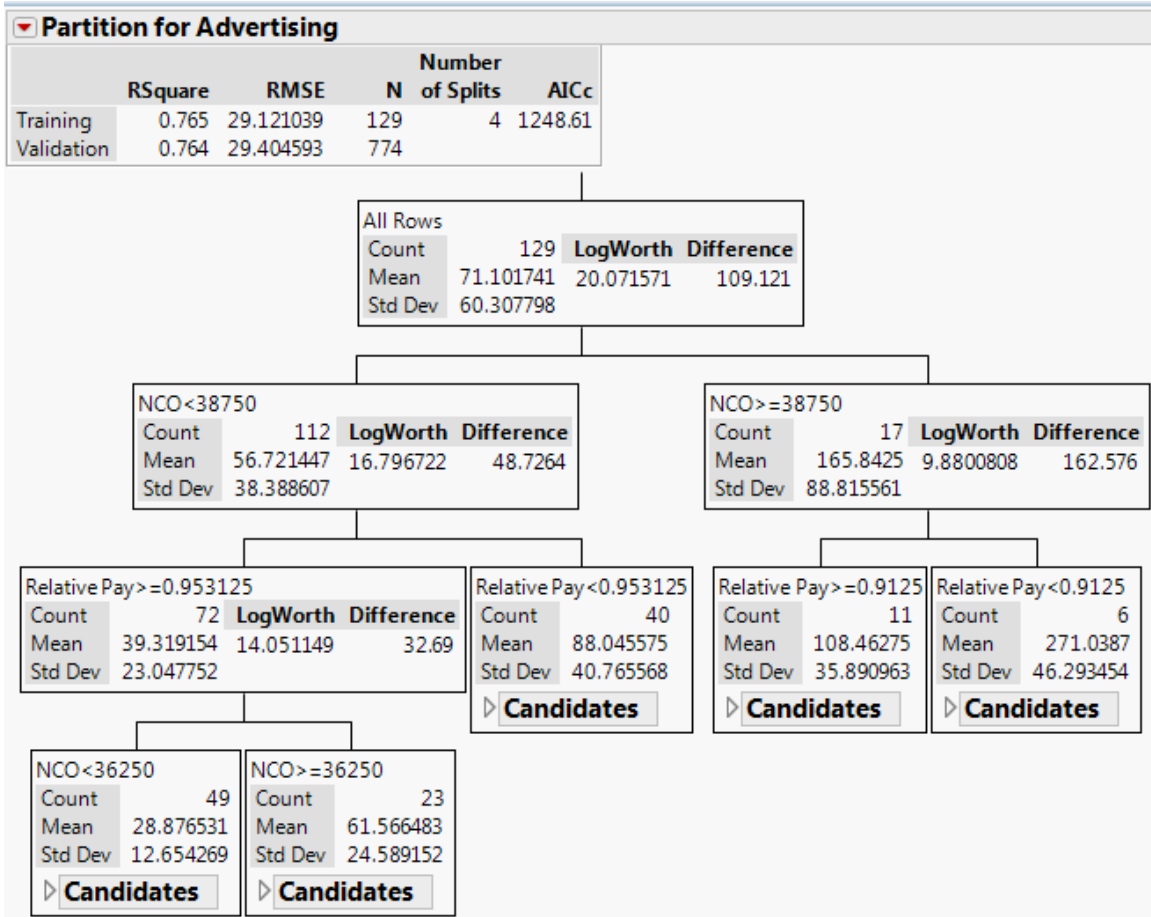 Partition for Advertising
RSquare RMSE N Number of Splits AICc
Training 0.765 29.121039 129 4 1248.61
Validation 0.764 29.404593 774
All Rows
Count 129 LogWorth Difference
Mean 71.101741 20.071571 109.121
Std Dev 60.307798
NCO<38750
Count 112 LogWorth Difference
Mean 56.721447 16.796722 48.7264
Std Dev 38.388607
NCO>=38750
Count 17 LogWorth Difference
Mean 165.8425 9.8800808 162.576
Std Dev 88.815561
Relative Pay>=0.953125
Count 72 LogWorth Difference
Mean 39.319154 14.051149 32.69
Std Dev 23.047752
Relative Pay<0.953125
Count 40
Mean 88.045575
Std Dev 40.765568
Candidates
Relative Pay>=0.9125
Count 11
Mean 108.46275
Std Dev 35.890963
Candidates
Relative Pay<0.9125
Count 6
Mean 271.0387
Std Dev 46.293454
Candidates
NCO<36250
Count 49
Mean 28.876531
Std Dev 12.654269
Candidates
NCO>=36250
Count 23
Mean 61.566483
Std Dev 24.589152
Candidates